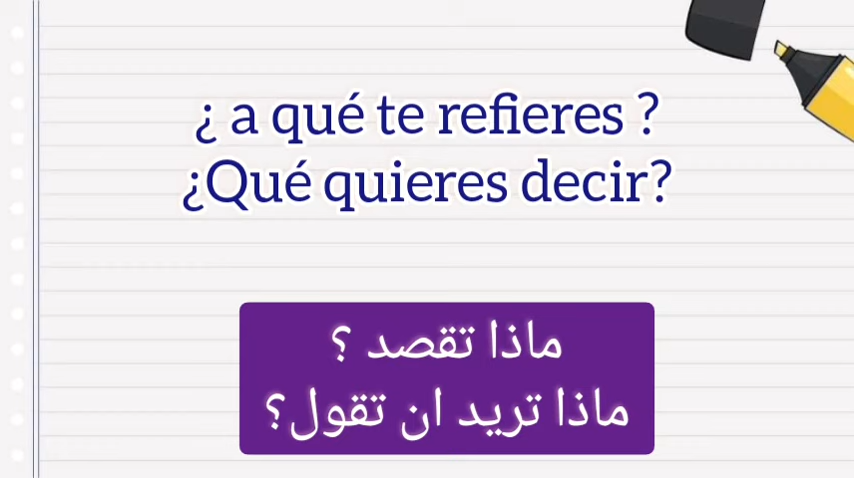 ¿ a qué te refieres ?
¿Qué quieres decir?
ماذا تقصد ؟
ماذا تريد ان تقول؟